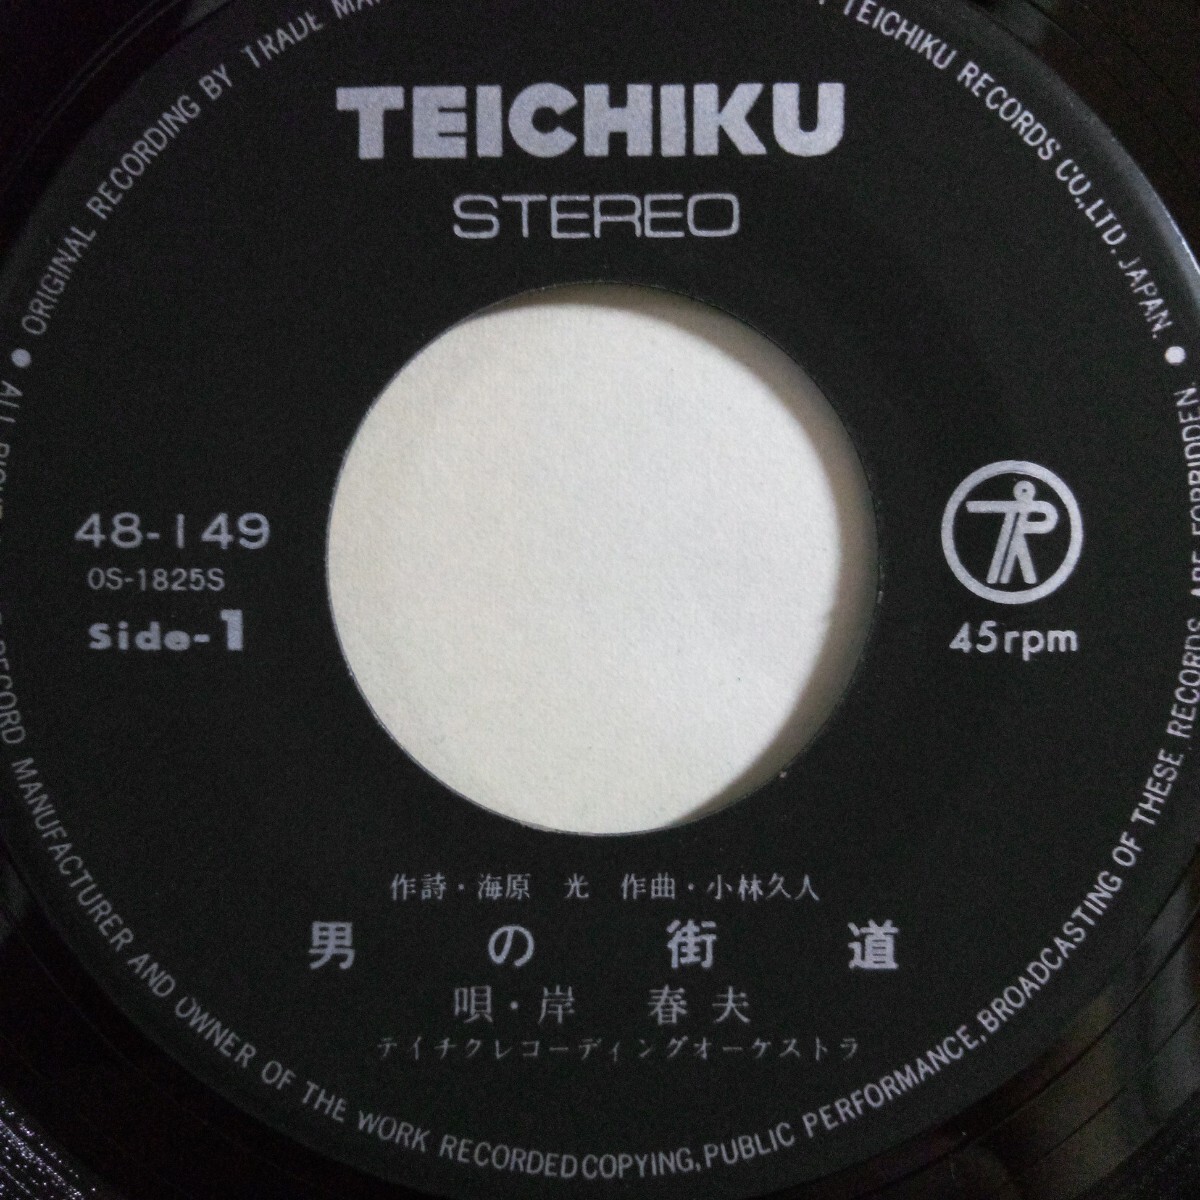 TEICHIKU
STEREO
48-149
OS-1825S
Side-1
45rpm
作詩・海原 光 作曲・小林久人
男の街道
唄・岸 春夫
テイチクレコーディングオーケストラ
● ORIGINAL RECORDING BY TRADE
TEICHIKU RECORDS CO.,LTD. JAPAN. ●
ALL
RECORD MANUFACTURER AND OWNER OF THE WORK RECORDED COPYING, PUBLIC PERFORMANCE, BROADCASTING OF THESE RECORDS ARE FORBIDDEN